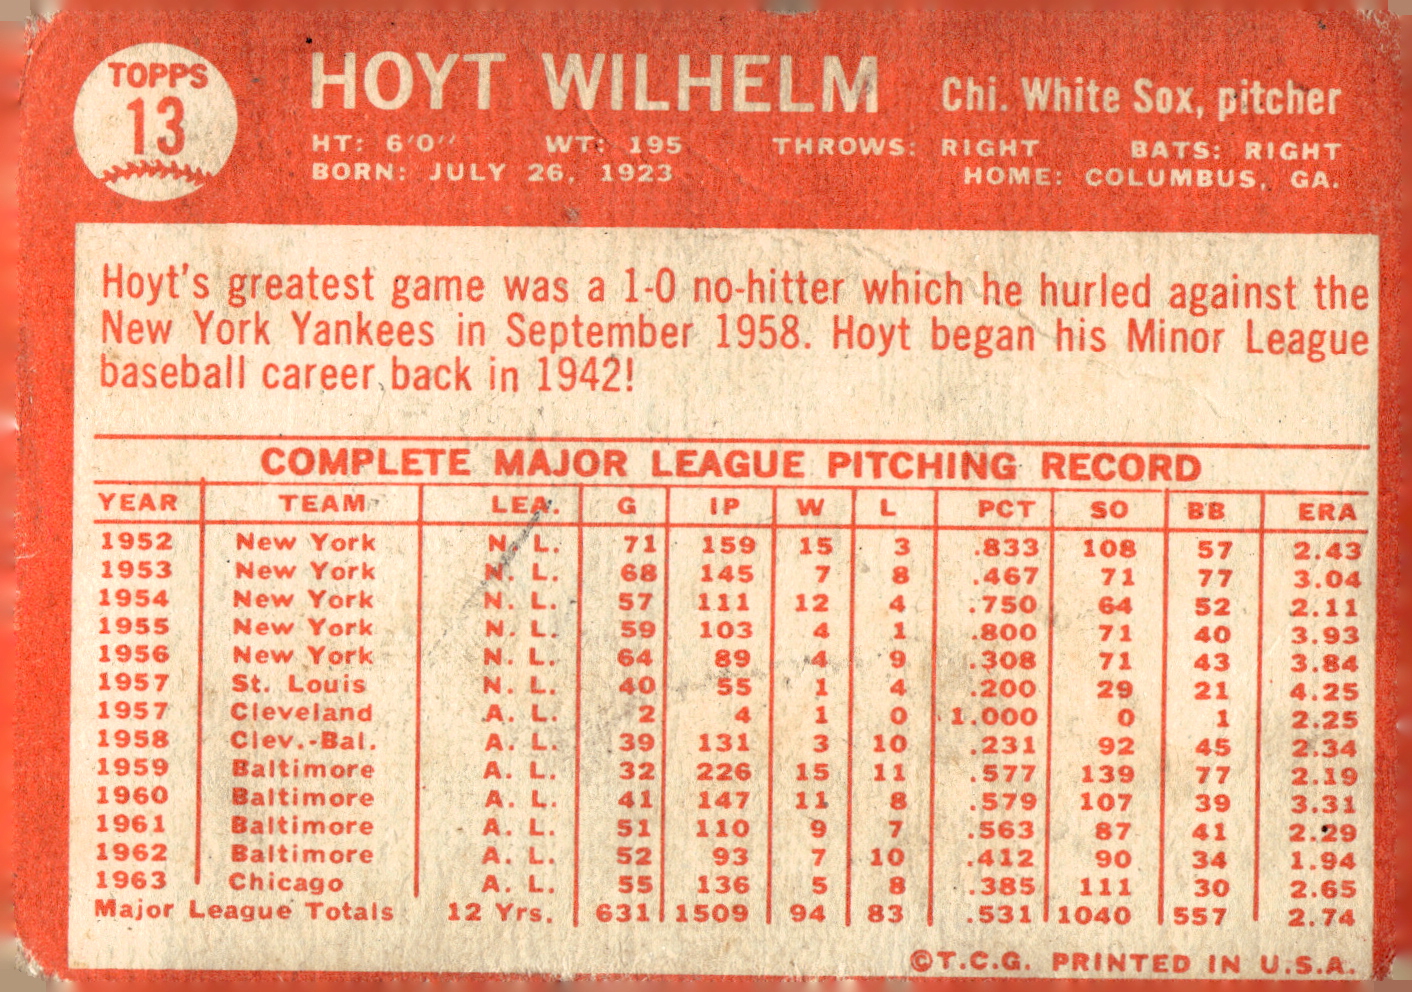 TOPPS
13
HOYT WILHELM Chi. White Sox, pitcher
HT: 6'0" WT: 195 THROWS: RIGHT BATS: RIGHT
BORN: JULY 26, 1923 HOME: COLUMBUS, GA.
Hoyt's greatest game was a 1-0 no-hitter which he hurled against the
New York Yankees in September 1958. Hoyt began his Minor League
baseball career back in 1942!
COMPLETE MAJOR LEAGUE PITCHING RECORD
YEAR TEAM LEA. G IP W L PCT SO BB ERA
1952 New York N. L. 71 159 15 3 .833 108 57 2.43
1953 New York N. L. 68 145 7 8 .467 71 77 3.04
1954 New York N. L. 57 111 12 4 .750 64 52 2.11
1955 New York N. L. 59 103 4 1 .800 71 40 3.93
1956 New York N. L. 64 89 4 9 .308 71 43 3.84
1957 St. Louis N. L. 40 55 1 4 .200 29 21 4.25
1957 Cleveland A. L. 2 4 1 0 1.000 0 1 2.25
1958 Clev.-Bal. A. L. 39 131 3 10 .231 92 45 2.34
1959 Baltimore A. L. 32 226 15 11 .577 139 77 2.19
1960 Baltimore A. L. 41 147 11 8 .579 107 39 3.31
1961 Baltimore A. L. 51 110 9 7 .563 87 41 2.29
1962 Baltimore A. L. 52 93 7 10 .412 90 34 1.94
1963 Chicago A. L. 55 136 5 8 .385 111 30 2.65
Major League Totals 12 Yrs. 631 1509 94 83 .531 1040 557 2.74
©T.C.G. PRINTED IN U.S.A.